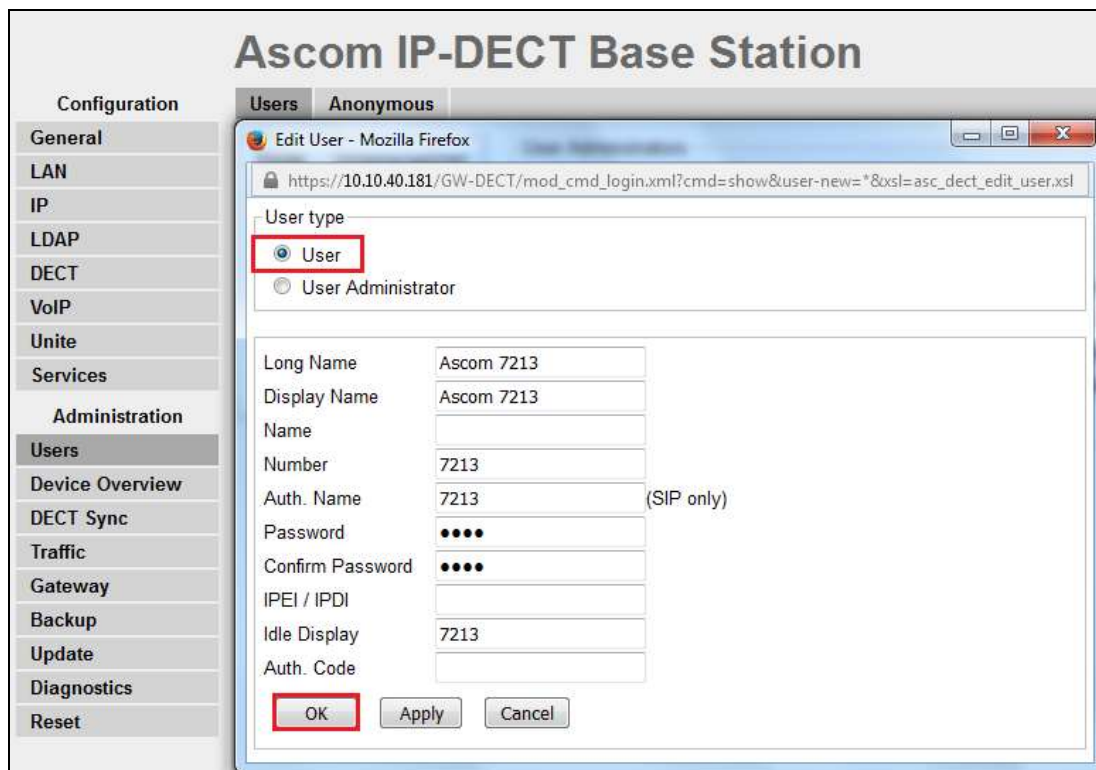 Ascom IP-DECT Base Station
Configuration
General
LAN
IP
LDAP
DECT
VoIP
Unite
Services
Administration
Users
Device Overview
DECT Sync
Traffic
Gateway
Backup
Update
Diagnostics
Reset
Users Anonymous
Edit User - Mozilla Firefox
https://10.10.40.181/GW-DECT/mod_cmd_login.xml?cmd=show&user-new=*&xsl=asc_dect_edit_user.xsl
User type
User
User Administrator
Long Name Ascom 7213
Display Name Ascom 7213
Name
Number 7213
Auth. Name 7213 (SIP only)
Password ●●●●
Confirm Password ●●●●
IPEI / IPDI
Idle Display 7213
Auth. Code
OK Apply Cancel